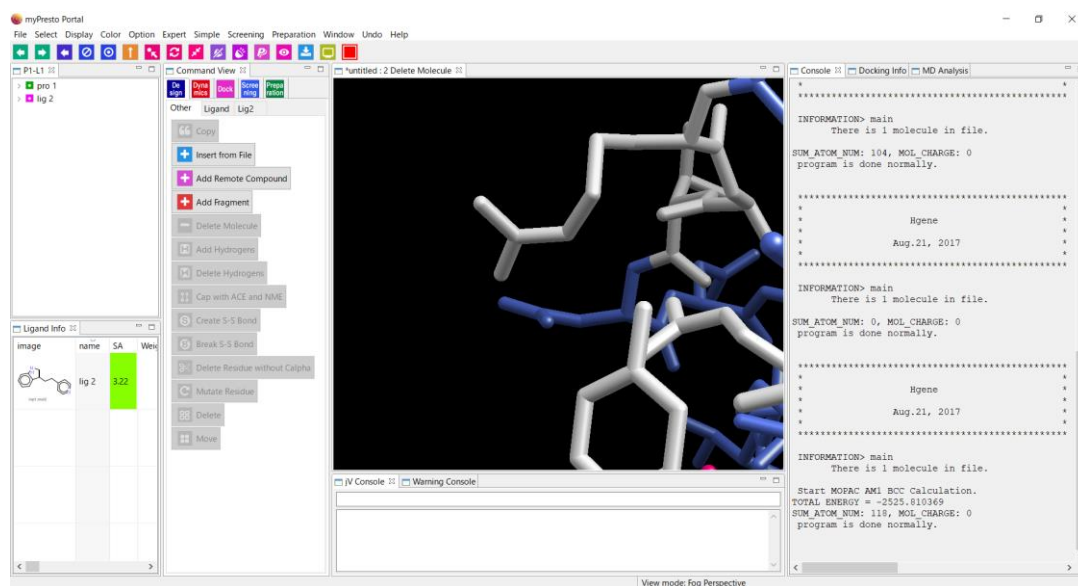 myPresto Portal
File Select Display Color Option Expert Simple Screening Preparation Window Undo Help
P1-L1
pro 1
lig 2
Ligand Info
image name SA Wei
lig 2 3.22
Command View
De sign
Dyna mics
Dock
Scree ning
Prepa ration
Other Ligand Lig2
Copy
Insert from File
Add Remote Compound
Add Fragment
Delete Molecule
Add Hydrogens
Delete Hydrogens
Cap with ACE and NME
Create S-S Bond
Break S-S Bond
Delete Residue without Calpha
Mutate Residue
Delete
Move
*untitled : 2 Delete Molecule
jV Console Warning Console
Console Docking Info MD Analysis
*                                                 *
***************************************************
INFORMATION> main
There is 1 molecule in file.
SUM_ATOM_NUM: 104, MOL_CHARGE: 0
program is done normally.
***************************************************
*                                                 *
* Hgene *
*                                                 *
* Aug.21, 2017 *
*                                                 *
***************************************************
INFORMATION> main
There is 1 molecule in file.
SUM_ATOM_NUM: 0, MOL_CHARGE: 0
program is done normally.
***************************************************
*                                                 *
* Hgene *
*                                                 *
* Aug.21, 2017 *
*                                                 *
***************************************************
INFORMATION> main
There is 1 molecule in file.
Start MOPAC AM1 BCC Calculation.
TOTAL ENERGY = -2525.810369
SUM_ATOM_NUM: 118, MOL_CHARGE: 0
program is done normally.
View mode: Fog Perspective